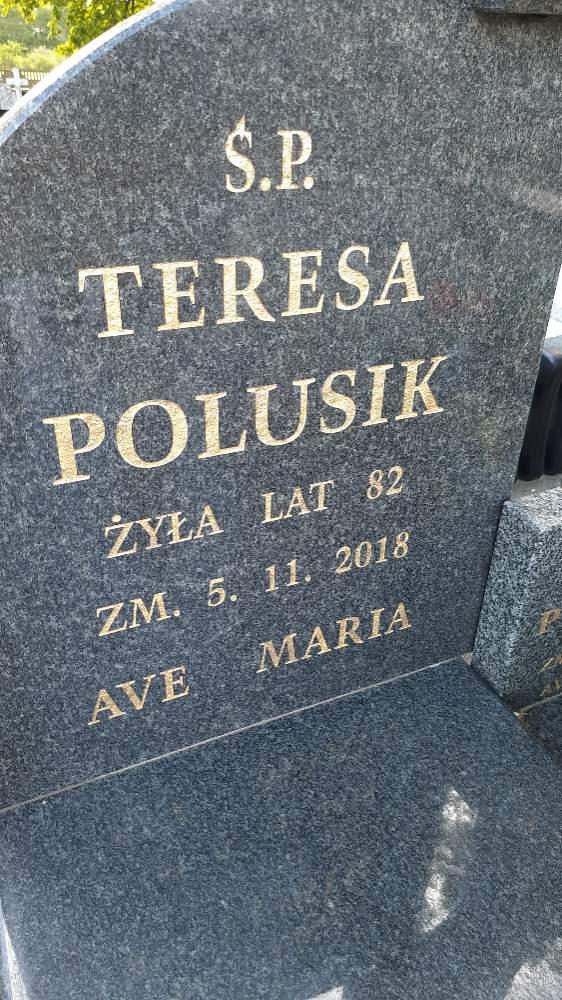 Ś.P.
TERESA
POLUSIK
ŻYŁA LAT 82
ZM. 5. 11. 2018
AVE MARIA